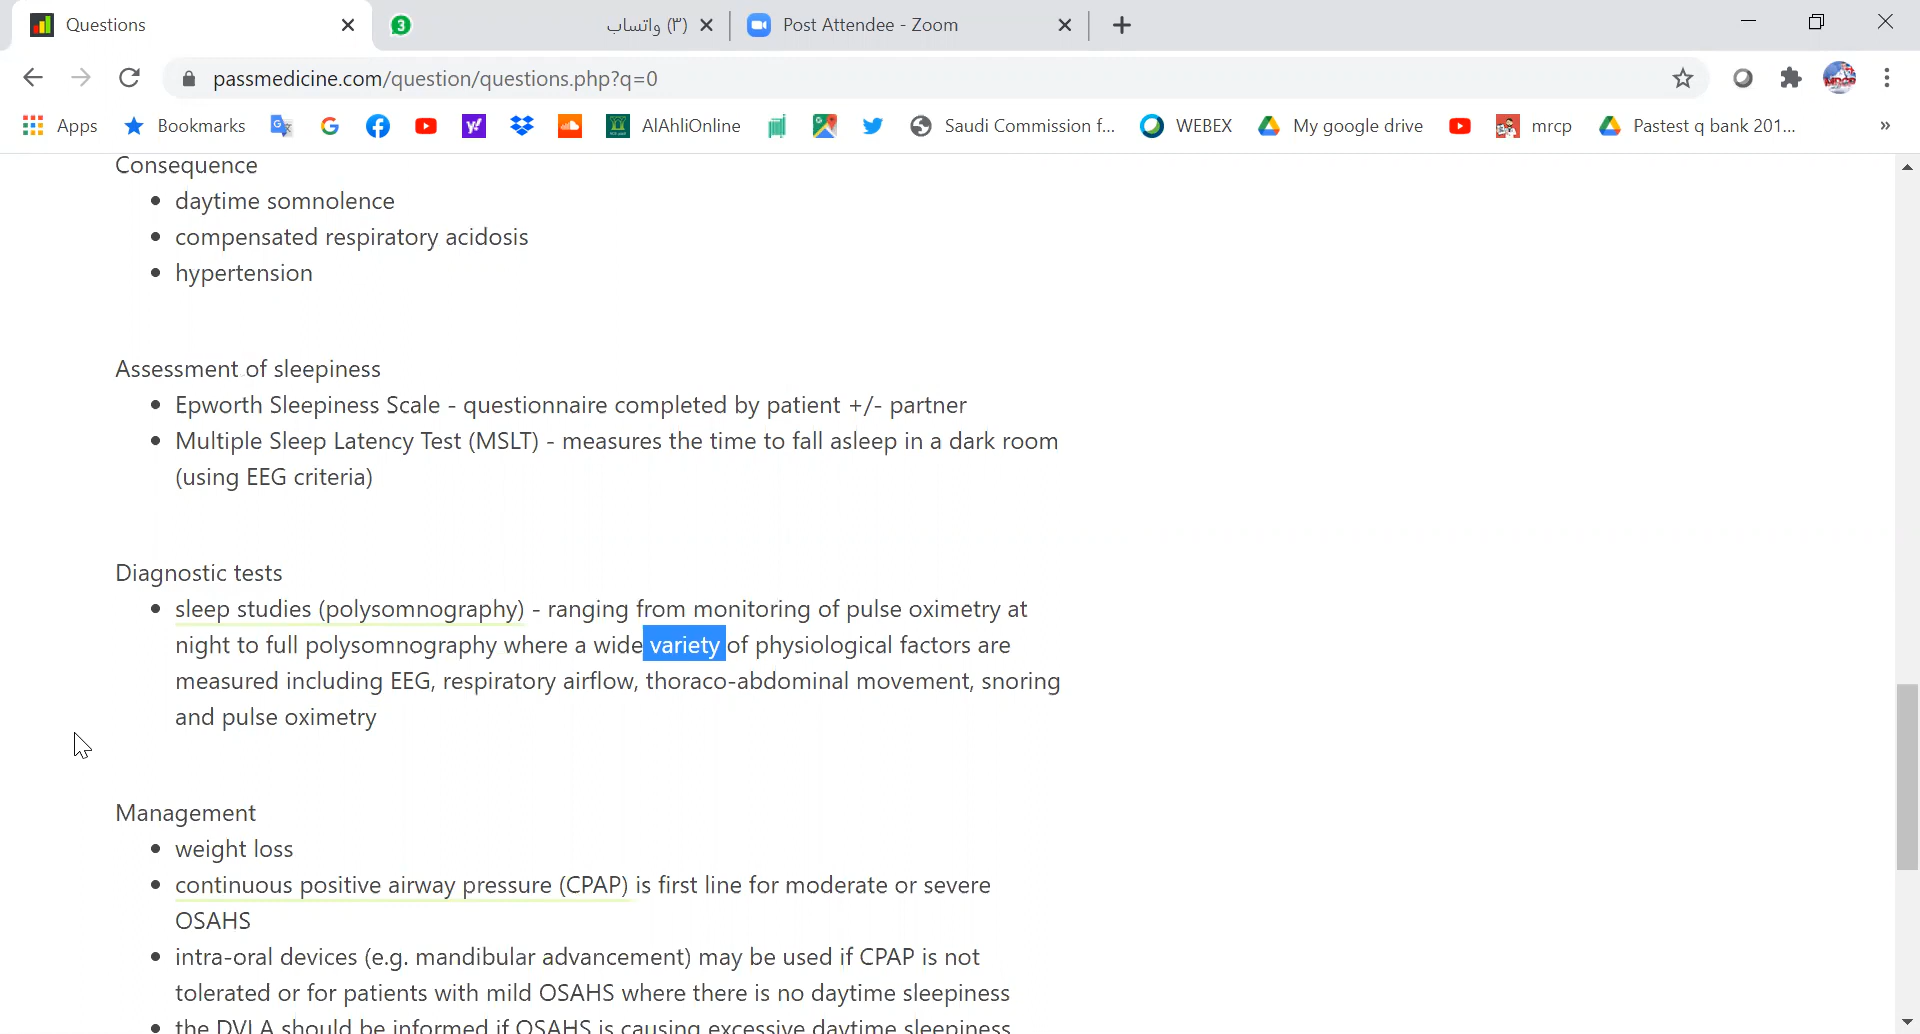 Questions
3
(٣) واتساب
Post Attendee - Zoom
passmedicine.com/question/questions.php?q=0
Apps
Bookmarks
AlAhliOnline
Saudi Commission f...
WEBEX
My google drive
mrcp
Pastest q bank 201...
»
Consequence
• daytime somnolence
• compensated respiratory acidosis
• hypertension
Assessment of sleepiness
• Epworth Sleepiness Scale - questionnaire completed by patient +/- partner
• Multiple Sleep Latency Test (MSLT) - measures the time to fall asleep in a dark room
(using EEG criteria)
Diagnostic tests
• sleep studies (polysomnography) - ranging from monitoring of pulse oximetry at
night to full polysomnography where a wide variety of physiological factors are
measured including EEG, respiratory airflow, thoraco-abdominal movement, snoring
and pulse oximetry
Management
• weight loss
• continuous positive airway pressure (CPAP) is first line for moderate or severe
OSAHS
• intra-oral devices (e.g. mandibular advancement) may be used if CPAP is not
tolerated or for patients with mild OSAHS where there is no daytime sleepiness
• the DVLA should be informed if OSAHS is causing excessive daytime sleepiness